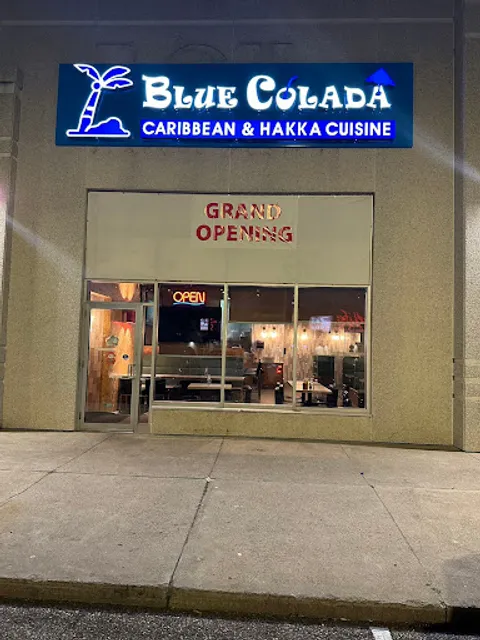 BLUE COLADA
CARIBBEAN & HAKKA CUISINE
GRAND
OPENING
OPEN